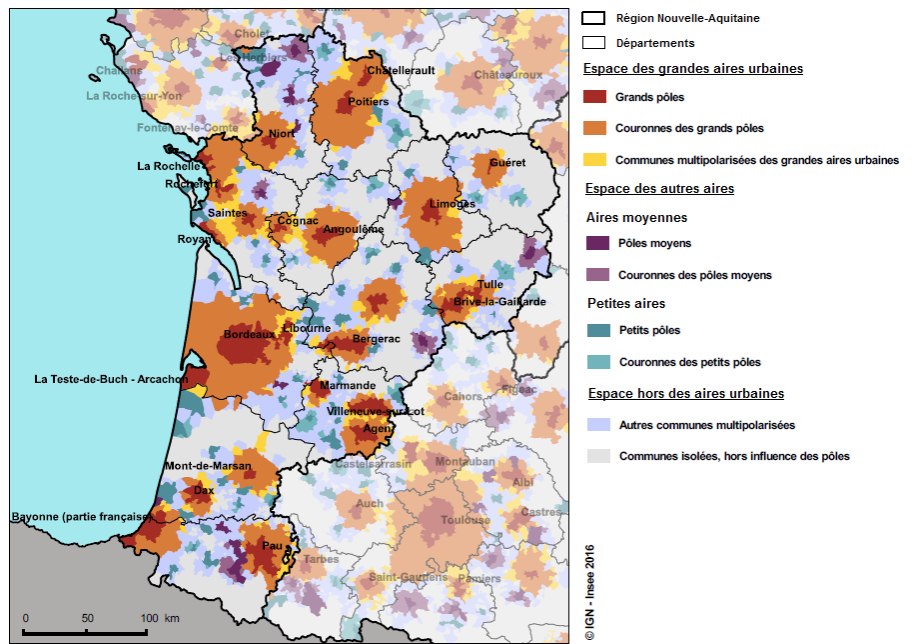 Cholet
Les Herbiers
Challans
La Roche-sur-Yon
Fontenay-le-Comte
Châtellerault
Châteauroux
Poitiers
Niort
La Rochelle
Rochefort
Guéret
Saintes
Cognac
Limoges
Royan
Angoulême
Tulle
Brive-la-Gaillarde
Bordeaux
Libourne
Bergerac
La Teste-de-Buch - Arcachon
Marmande
Villeneuve-sur-Lot
Agen
Cahors
Figeac
Mont-de-Marsan
Castelsarrasin
Montauban
Albi
Dax
Auch
Castres
Toulouse
Bayonne (partie française)
Pau
Tarbes
Saint-Gaudens
Pamiers
0 50 100 km
Région Nouvelle-Aquitaine
Départements
Espace des grandes aires urbaines
Grands pôles
Couronnes des grands pôles
Communes multipolarisées des grandes aires urbaines
Espace des autres aires
Aires moyennes
Pôles moyens
Couronnes des pôles moyens
Petites aires
Petits pôles
Couronnes des petits pôles
Espace hors des aires urbaines
Autres communes multipolarisées
Communes isolées, hors influence des pôles
© IGN - Insee 2016